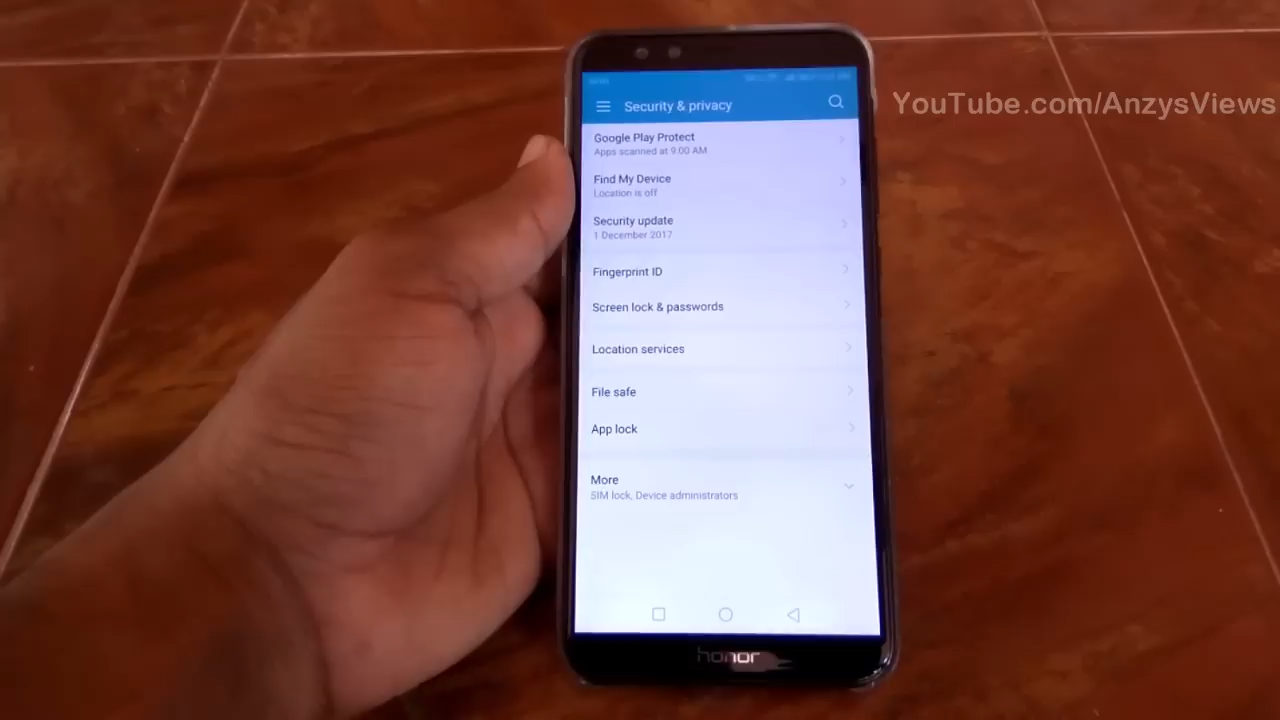 YouTube.com/AnzysViews
Security & privacy
Google Play Protect
Apps scanned at 9:00 AM
Find My Device
Location is off
Security update
1 December 2017
Fingerprint ID
Screen lock & passwords
Location services
File safe
App lock
More
SIM lock, Device administrators
honor